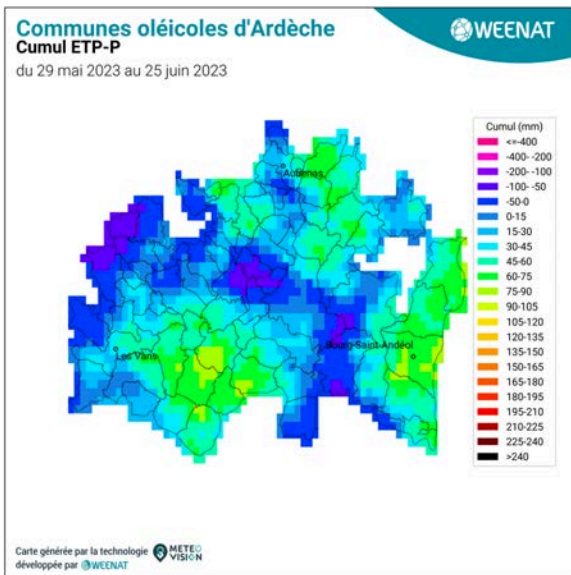 Communes oléicoles d'Ardèche
Cumul ETP-P
du 29 mai 2023 au 25 juin 2023
WEENAT
Cumul (mm)
<=-400
-400- -200
-200- -100
-100- -50
-50-0
0-15
15-30
30-45
45-60
60-75
75-90
90-105
105-120
120-135
135-150
150-165
165-180
180-195
195-210
210-225
225-240
>240
Aubenas
Bourg-Saint-Andéol
Les Vans
Carte générée par la technologie
METEO
VISION
développée par WEENAT